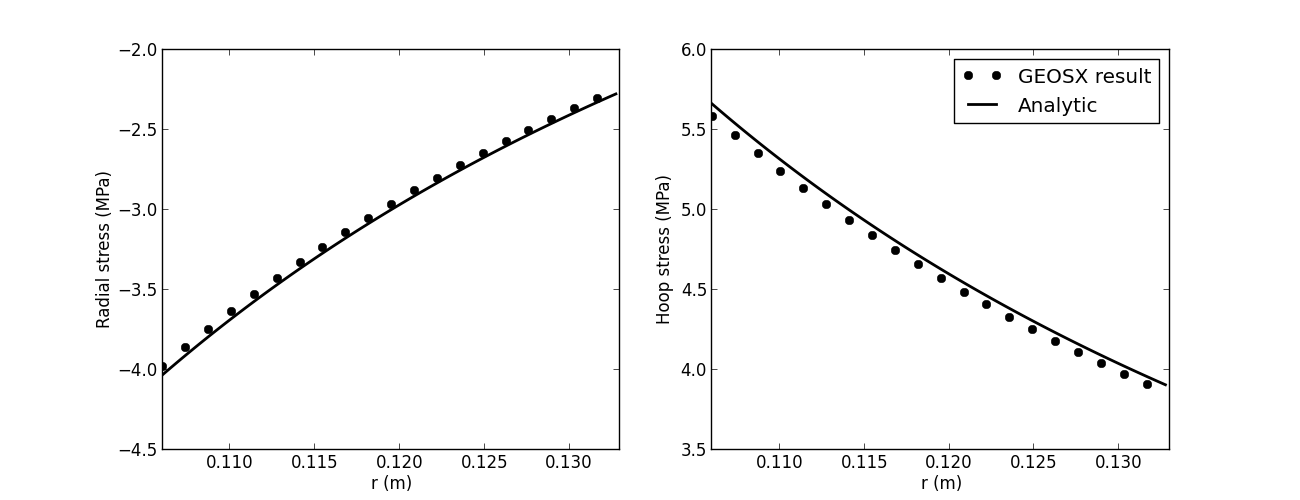 −2.0
−2.5
−3.0
−3.5
−4.0
−4.5
Radial stress (MPa)
0.110 0.115 0.120 0.125 0.130
r (m)
6.0
5.5
5.0
4.5
4.0
3.5
Hoop stress (MPa)
GEOSX result
Analytic
0.110 0.115 0.120 0.125 0.130
r (m)